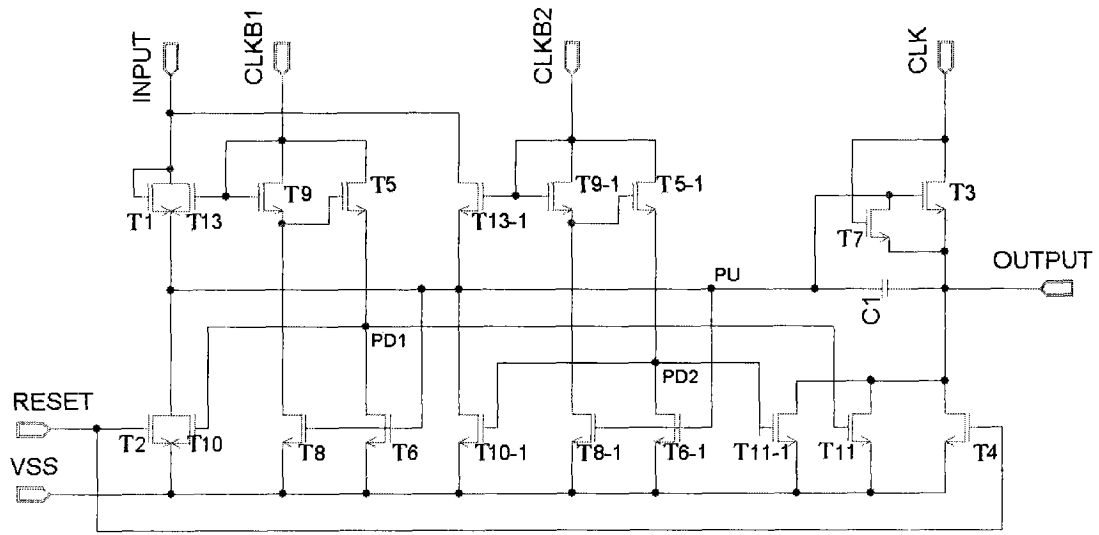 INPUT
CLKB1
CLKB2
CLK
T1
T13
T9
T5
T13-1
T9-1
T5-1
T3
T7
OUTPUT
PU
C1
PD1
PD2
RESET
T2
T10
T8
T6
T10-1
T8-1
T6-1
T11-1
T11
T4
VSS